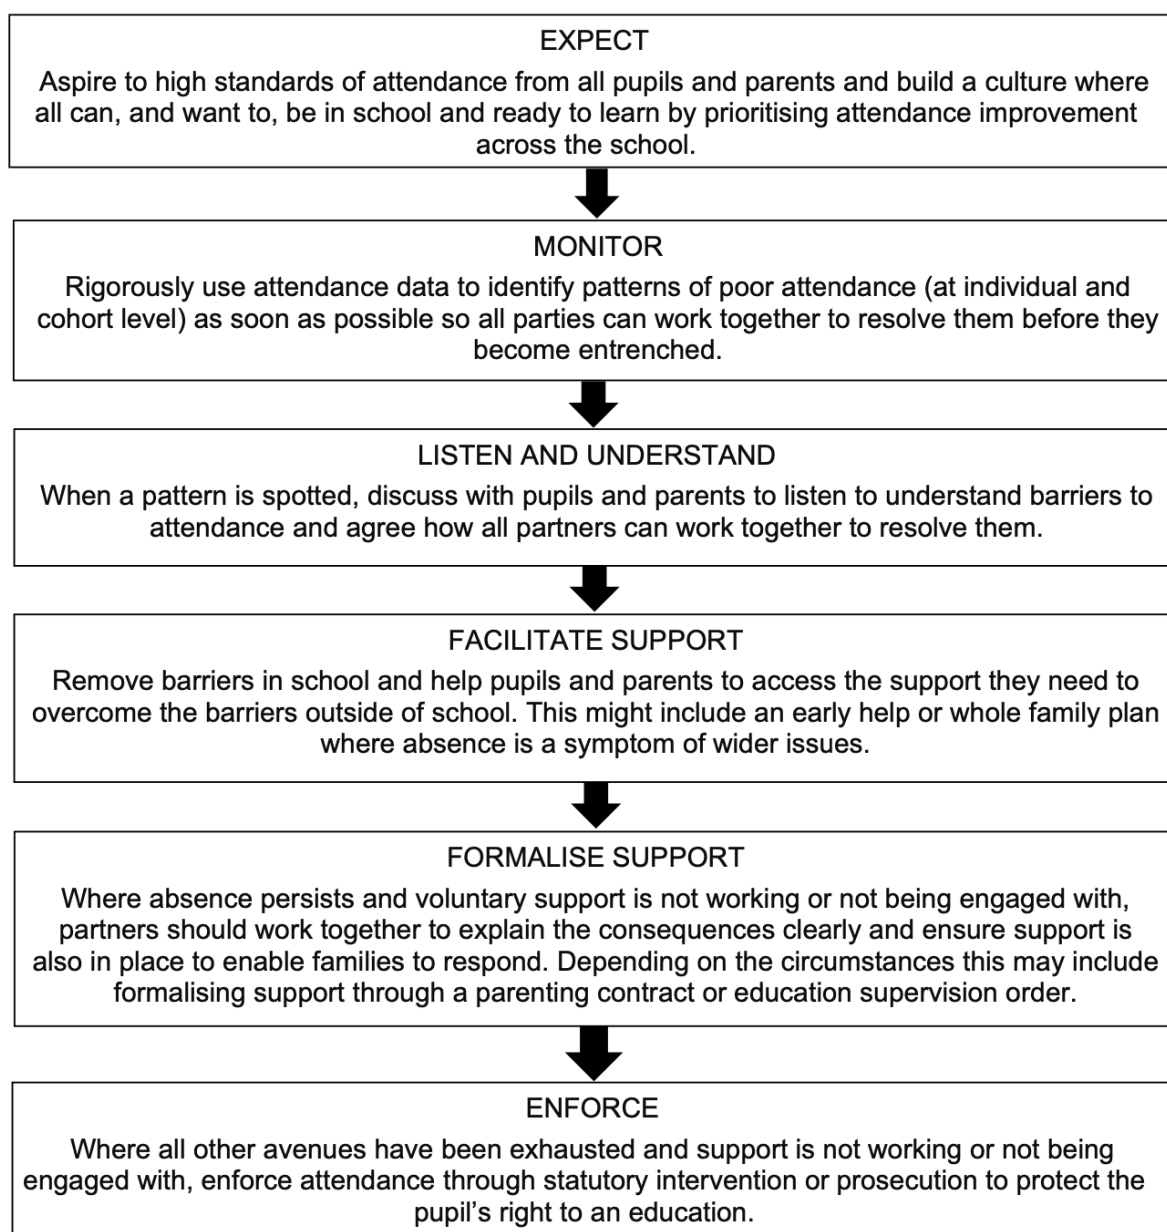 EXPECT
Aspire to high standards of attendance from all pupils and parents and build a culture where
all can, and want to, be in school and ready to learn by prioritising attendance improvement
across the school.
MONITOR
Rigorously use attendance data to identify patterns of poor attendance (at individual and
cohort level) as soon as possible so all parties can work together to resolve them before they
become entrenched.
LISTEN AND UNDERSTAND
When a pattern is spotted, discuss with pupils and parents to listen to understand barriers to
attendance and agree how all partners can work together to resolve them.
FACILITATE SUPPORT
Remove barriers in school and help pupils and parents to access the support they need to
overcome the barriers outside of school. This might include an early help or whole family plan
where absence is a symptom of wider issues.
FORMALISE SUPPORT
Where absence persists and voluntary support is not working or not being engaged with,
partners should work together to explain the consequences clearly and ensure support is
also in place to enable families to respond. Depending on the circumstances this may include
formalising support through a parenting contract or education supervision order.
ENFORCE
Where all other avenues have been exhausted and support is not working or not being
engaged with, enforce attendance through statutory intervention or prosecution to protect the
pupil's right to an education.